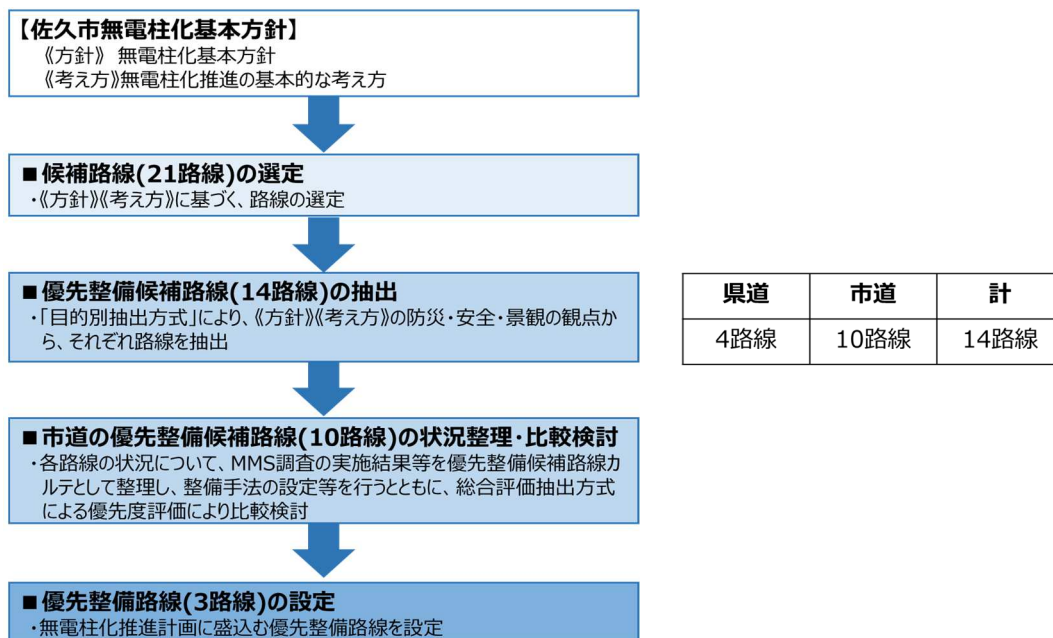 【佐久市無電柱化基本方針】
《方針》 無電柱化基本方針
《考え方》無電柱化推進の基本的な考え方
■候補路線(21路線)の選定
・《方針》《考え方》に基づく、路線の選定
■優先整備候補路線(14路線)の抽出
・「目的別抽出方式」により、《方針》《考え方》の防災・安全・景観の観点か
ら、それぞれ路線を抽出
県道 市道 計
4路線 10路線 14路線
■市道の優先整備候補路線(10路線)の状況整理・比較検討
・各路線の状況について、MMS調査の実施結果等を優先整備候補路線カ
ルテとして整理し、整備手法の設定等を行うとともに、総合評価抽出方式
による優先度評価により比較検討
■優先整備路線(3路線)の設定
・無電柱化推進計画に盛込む優先整備路線を設定